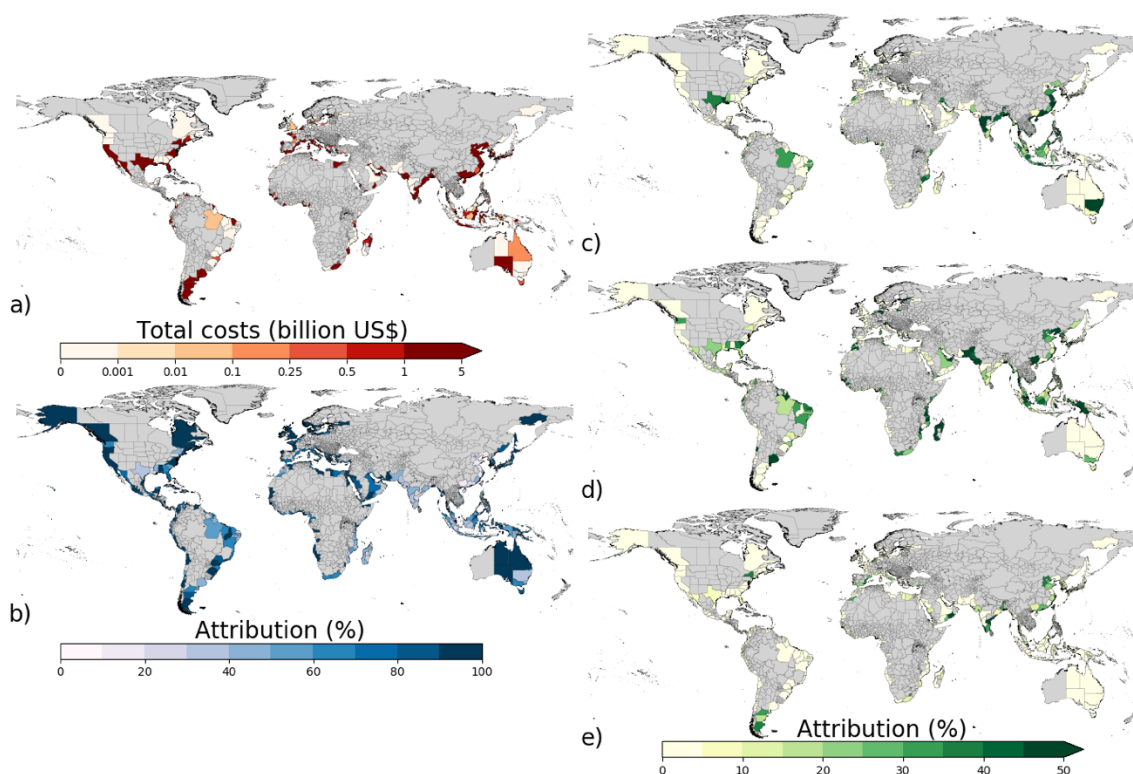 a)
Total costs (billion US$)
0 0.001 0.01 0.1 0.25 0.5 1 5
b)
Attribution (%)
0 20 40 60 80 100
c)
d)
e)
Attribution (%)
0 10 20 30 40 50